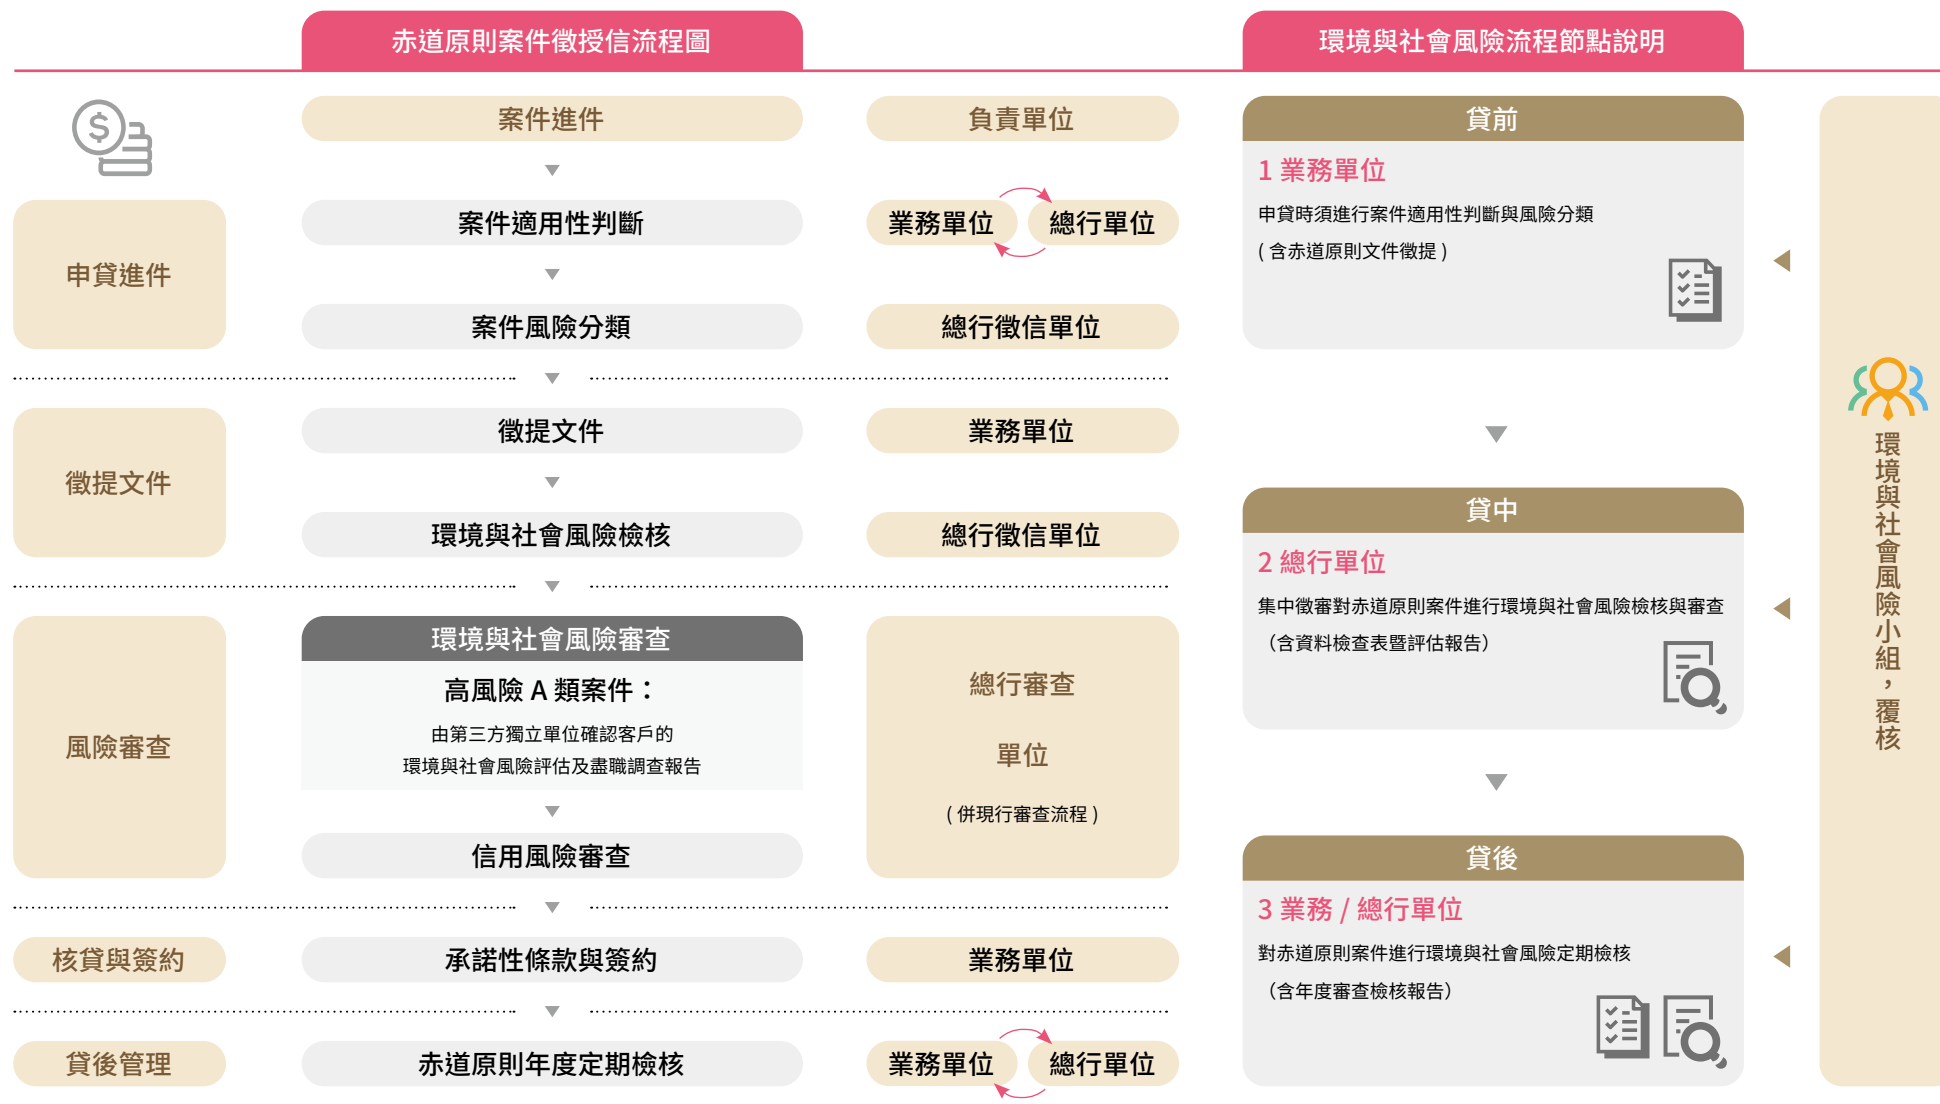 赤道原則案件徵授信流程圖
環境與社會風險流程節點說明
案件進件
負責單位
申貸進件
案件適用性判斷
業務單位
總行單位
案件風險分類
總行徵信單位
徵提文件
徵提文件
業務單位
環境與社會風險檢核
總行徵信單位
風險審查
環境與社會風險審查
高風險 A 類案件：
由第三方獨立單位確認客戶的
環境與社會風險評估及盡職調查報告
信用風險審查
總行審查
單位
( 併現行審查流程 )
核貸與簽約
承諾性條款與簽約
業務單位
貸後管理
赤道原則年度定期檢核
業務單位
總行單位
貸前
1 業務單位
申貸時須進行案件適用性判斷與風險分類
( 含赤道原則文件徵提 )
貸中
2 總行單位
集中徵審對赤道原則案件進行環境與社會風險檢核與審查
（含資料檢查表暨評估報告）
貸後
3 業務 / 總行單位
對赤道原則案件進行環境與社會風險定期檢核
（含年度審查檢核報告）
環境與社會風險小組，覆核